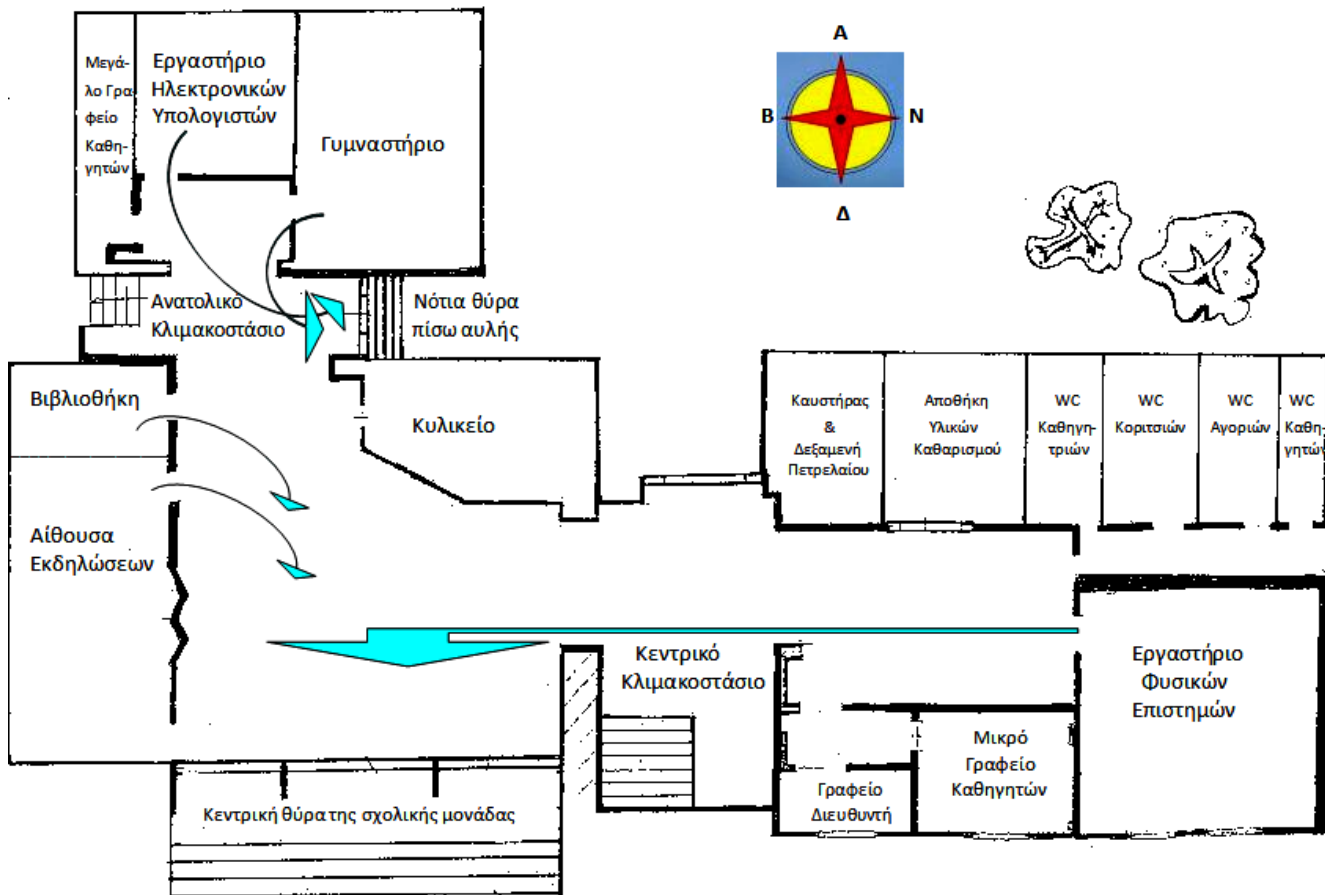 Μεγά-
λο Γρα
φείο
Καθη-
γητών
Εργαστήριο
Ηλεκτρονικών
Υπολογιστών
Γυμναστήριο
Α
Β
Ν
Δ
Ανατολικό
Κλιμακοστάσιο
Νότια θύρα
πίσω αυλής
Βιβλιοθήκη
Κυλικείο
Καυστήρας
&
Δεξαμενή
Πετρελαίου
Αποθήκη
Υλικών
Καθαρισμού
WC
Καθηγη-
τριών
WC
Κοριτσιών
WC
Αγοριών
WC
Καθη-
γητών
Αίθουσα
Εκδηλώσεων
Κεντρικό
Κλιμακοστάσιο
Εργαστήριο
Φυσικών
Επιστημών
Μικρό
Γραφείο
Καθηγητών
Γραφείο
Διευθυντή
Κεντρική θύρα της σχολικής μονάδας